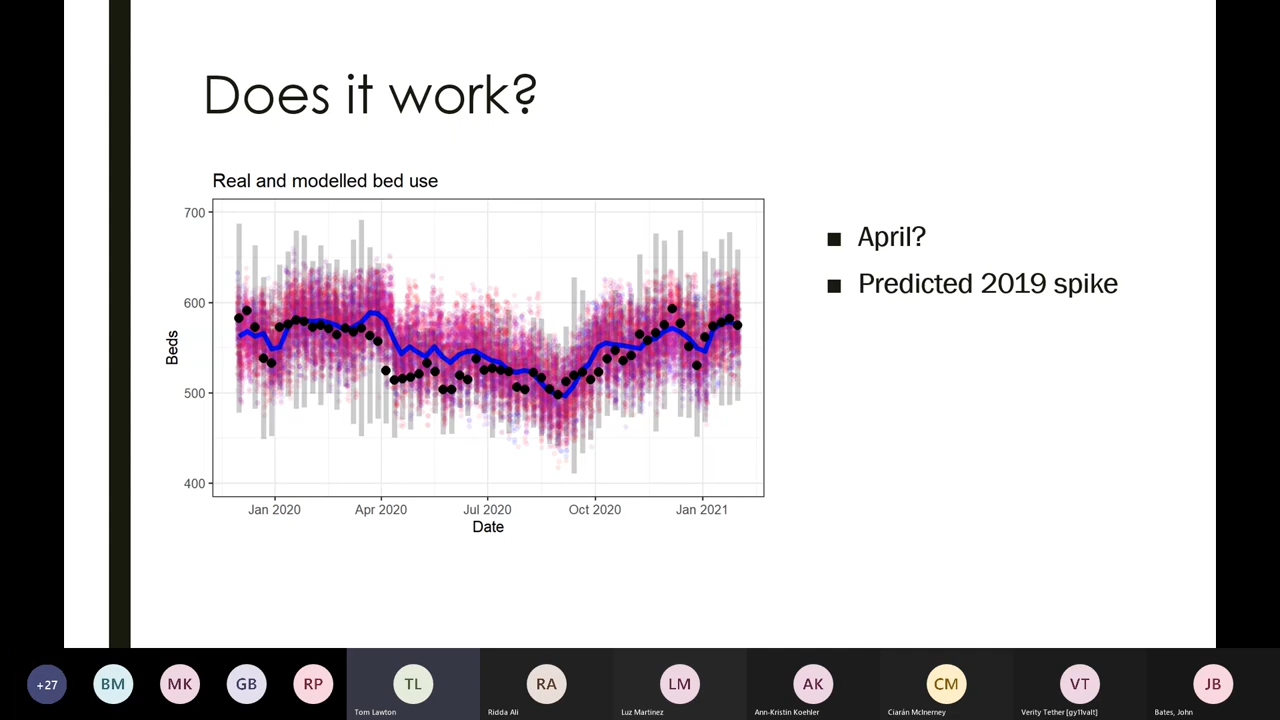 Does it work?
Real and modelled bed use
700
600
500
400
Beds
Jan 2020
Apr 2020
Jul 2020
Oct 2020
Jan 2021
Date
April?
Predicted 2019 spike
+27
BM
MK
GB
RP
TL
Tom Lawton
RA
Ridda Ali
LM
Luz Martinez
AK
Ann-Kristin Koehler
CM
Ciarán McInerney
VT
Verity Tether [gy11valt]
JB
Bates, John